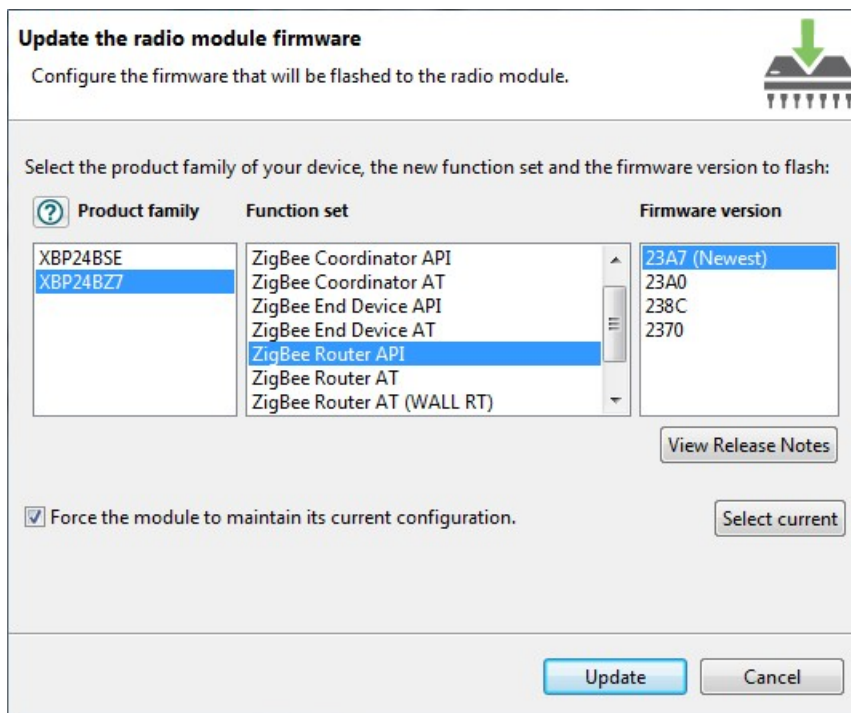 Update the radio module firmware
Configure the firmware that will be flashed to the radio module.
Select the product family of your device, the new function set and the firmware version to flash:
? Product family Function set Firmware version
XBP24BSE
XBP24BZ7
ZigBee Coordinator API
ZigBee Coordinator AT
ZigBee End Device API
ZigBee End Device AT
ZigBee Router API
ZigBee Router AT
ZigBee Router AT (WALL RT)
23A7 (Newest)
23A0
238C
2370
View Release Notes
Force the module to maintain its current configuration.
Select current
Update Cancel